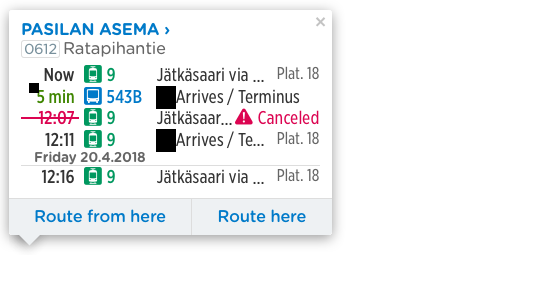 PASILAN ASEMA › ×
0612 Ratapihantie
Now 9 Jätkäsaari via ... Plat. 18
5 min 543B Arrives / Terminus
12:07 9 Jätkäsaar... Canceled
12:11 9 Arrives / Te... Plat. 18
Friday 20.4.2018
12:16 9 Jätkäsaari via ... Plat. 18
Route from here Route here